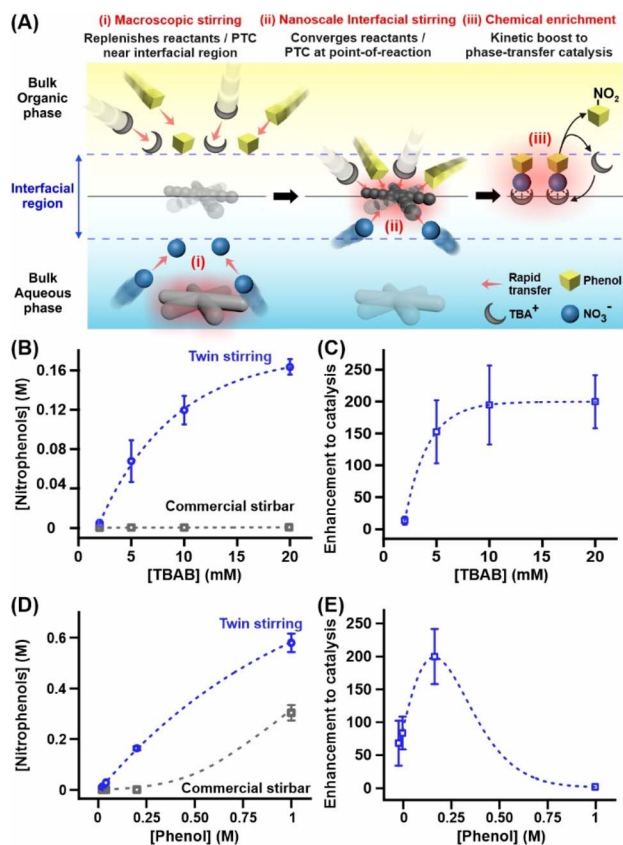 (A)
(i) Macroscopic stirring
Replenishes reactants / PTC
near interfacial region
(ii) Nanoscale Interfacial stirring
Converges reactants /
PTC at point-of-reaction
(iii) Chemical enrichment
Kinetic boost to
phase-transfer catalysis
Bulk
Organic
phase
Interfacial
region
Bulk
Aqueous
phase
(i)
(ii)
(iii)
NO₂
Rapid
transfer
Phenol
TBA⁺
NO₃⁻
(B)
[Nitrophenols] (M)
0.16
0.12
0.08
0.04
0
Twin stirring
Commercial stirbar
0
5
10
15
20
[TBAB] (mM)
(C)
Enhancement to catalysis
250
200
150
100
50
0
0
5
10
15
20
[TBAB] (mM)
(D)
[Nitrophenols] (M)
0.6
0.4
0.2
0
Twin stirring
Commercial stirbar
0
0.25
0.50
0.75
1
[Phenol] (M)
(E)
Enhancement to catalysis
250
200
150
100
50
0
0
0.25
0.50
0.75
1
[Phenol] (M)